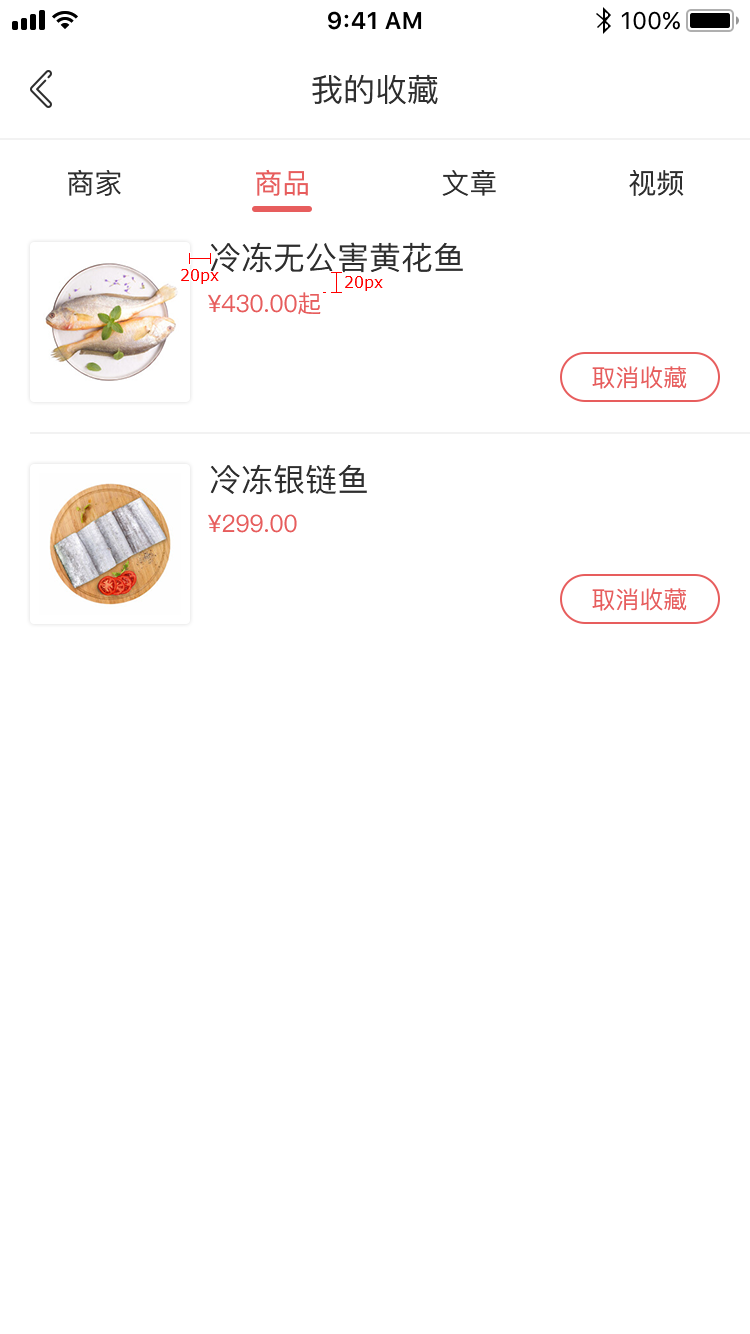 9:41 AM
100%
我的收藏
商家 商品 文章 视频
冷冻无公害黄花鱼
20px
20px
¥430.00起
取消收藏
冷冻银链鱼
¥299.00
取消收藏